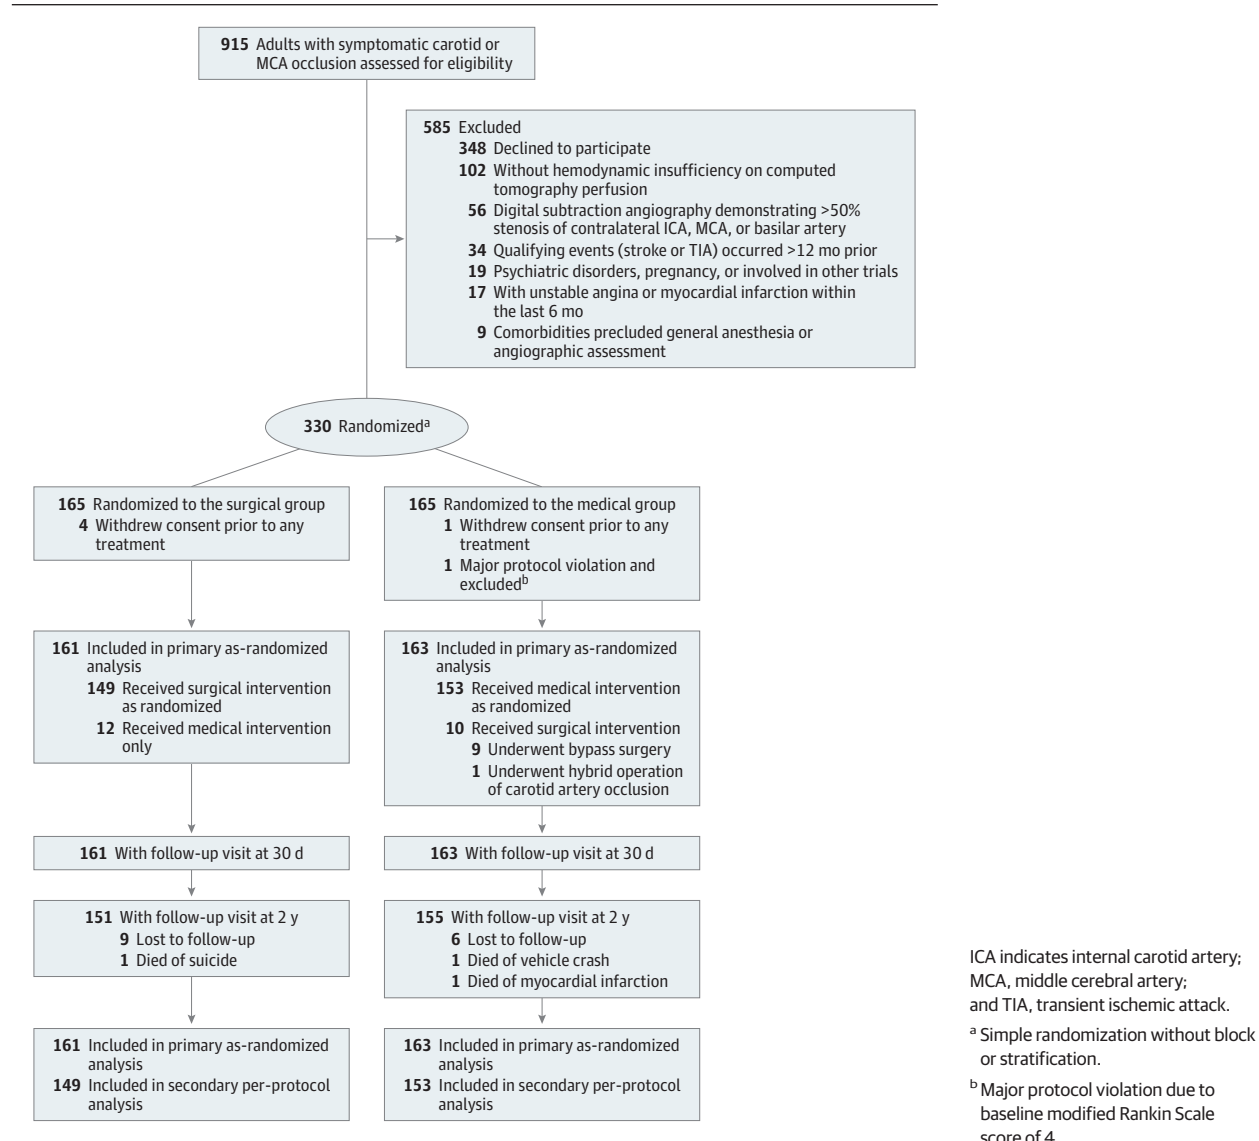 915 Adults with symptomatic carotid or
MCA occlusion assessed for eligibility
585 Excluded
348 Declined to participate
102 Without hemodynamic insufficiency on computed
tomography perfusion
56 Digital subtraction angiography demonstrating >50%
stenosis of contralateral ICA, MCA, or basilar artery
34 Qualifying events (stroke or TIA) occurred >12 mo prior
19 Psychiatric disorders, pregnancy, or involved in other trials
17 With unstable angina or myocardial infarction within
the last 6 mo
9 Comorbidities precluded general anesthesia or
angiographic assessment
330 Randomizedᵃ
165 Randomized to the surgical group
4 Withdrew consent prior to any
treatment
165 Randomized to the medical group
1 Withdrew consent prior to any
treatment
1 Major protocol violation and
excludedᵇ
161 Included in primary as-randomized
analysis
149 Received surgical intervention
as randomized
12 Received medical intervention
only
163 Included in primary as-randomized
analysis
153 Received medical intervention
as randomized
10 Received surgical intervention
9 Underwent bypass surgery
1 Underwent hybrid operation
of carotid artery occlusion
161 With follow-up visit at 30 d
163 With follow-up visit at 30 d
151 With follow-up visit at 2 y
9 Lost to follow-up
1 Died of suicide
155 With follow-up visit at 2 y
6 Lost to follow-up
1 Died of vehicle crash
1 Died of myocardial infarction
161 Included in primary as-randomized
analysis
149 Included in secondary per-protocol
analysis
163 Included in primary as-randomized
analysis
153 Included in secondary per-protocol
analysis
ICA indicates internal carotid artery;
MCA, middle cerebral artery;
and TIA, transient ischemic attack.
ᵃ Simple randomization without block
or stratification.
ᵇ Major protocol violation due to
baseline modified Rankin Scale
score of 4